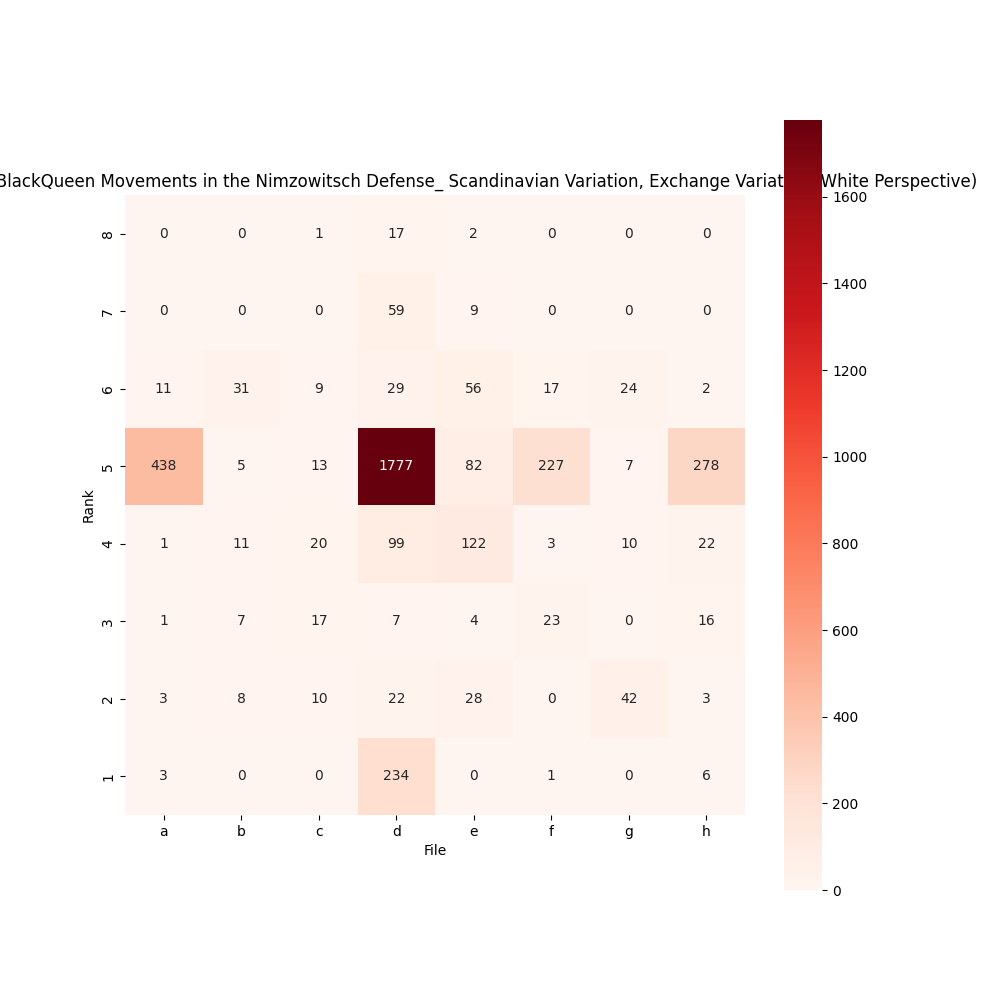 BlackQueen Movements in the Nimzowitsch Defense_ Scandinavian Variation, Exchange White Perspective)
1600
1400
1200
1000
800
600
400
200
0
Rank
8 0 0 1 17 2 0 0 0
7 0 0 0 59 9 0 0 0
6 11 31 9 29 56 17 24 2
5 438 5 13 1777 82 227 7 278
4 1 11 20 99 122 3 10 22
3 1 7 17 7 4 23 0 16
2 3 8 10 22 28 0 42 3
1 3 0 0 234 0 1 0 6
a b c d e f g h
File